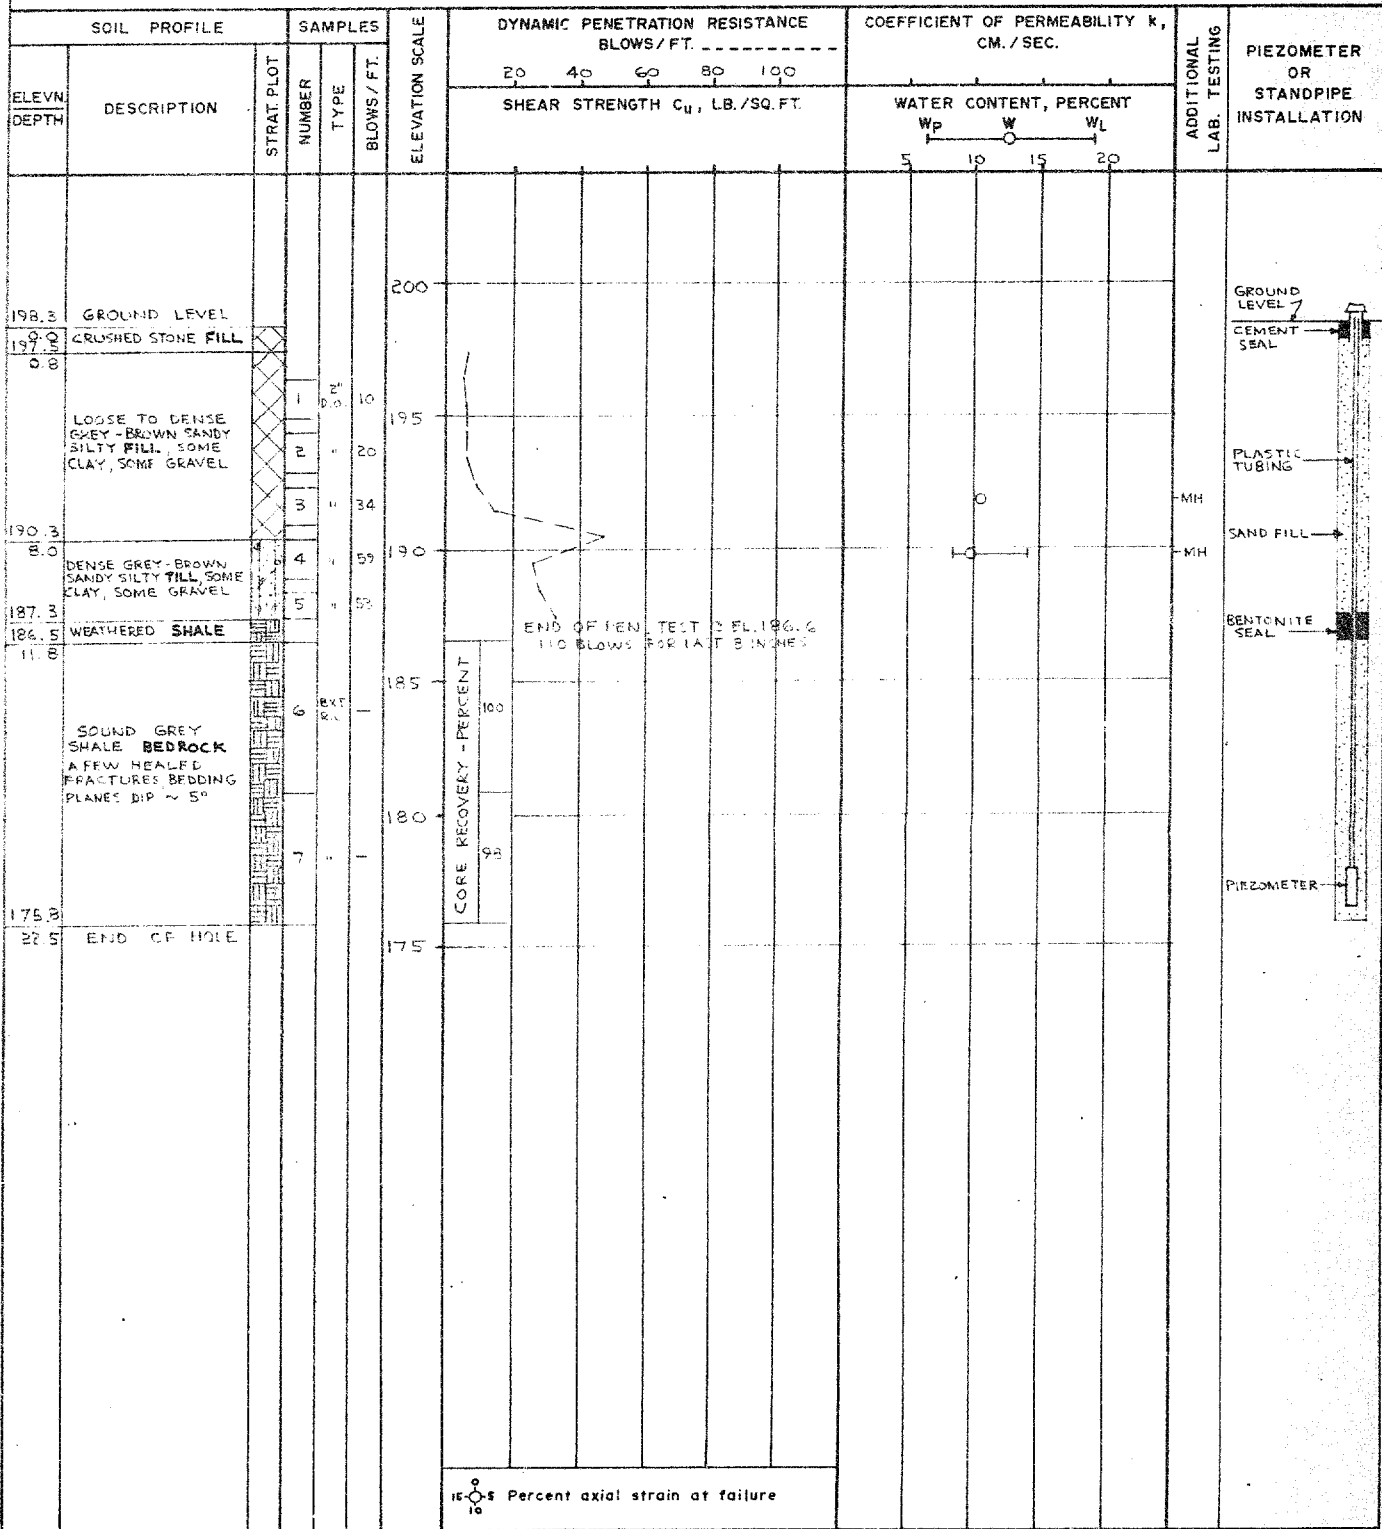 SOIL PROFILE
SAMPLES
ELEVATION SCALE
DYNAMIC PENETRATION RESISTANCE
BLOWS/FT.
20 40 60 80 100
SHEAR STRENGTH Cu, LB./SQ.FT.
COEFFICIENT OF PERMEABILITY k,
CM./SEC.
WATER CONTENT, PERCENT
Wp W WL
5 10 15 20
ADDITIONAL
LAB. TESTING
PIEZOMETER
OR
STANDPIPE
INSTALLATION
ELEVN
DEPTH
DESCRIPTION
STRAT. PLOT
NUMBER
TYPE
BLOWS / FT.
200
195
190
185
180
175
198.3 GROUND LEVEL
0.0 CRUSHED STONE FILL
197.5
0.8
LOOSE TO DENSE
GREY-BROWN SANDY
SILTY FILL, SOME
CLAY, SOME GRAVEL
190.3
8.0
DENSE GREY-BROWN
SANDY SILTY TILL, SOME
CLAY, SOME GRAVEL
187.3
186.5 WEATHERED SHALE
11.8
SOUND GREY
SHALE BEDROCK
A FEW HEALED
FRACTURES BEDDING
PLANES DIP ~ 5°
175.8
22.5 END OF HOLE
1 2" D.O. 10
2 " 20
3 " 34
4 " 59
5 " 53
6 BXT —
7 " —
END OF PEN. TEST @ EL. 186.6
110 BLOWS FOR LAST 3 INCHES
CORE RECOVERY - PERCENT
100
98
MH
MH
GROUND
LEVEL
CEMENT
SEAL
PLASTIC
TUBING
SAND FILL
BENTONITE
SEAL
PIEZOMETER
15 0 5 Percent axial strain at failure
10